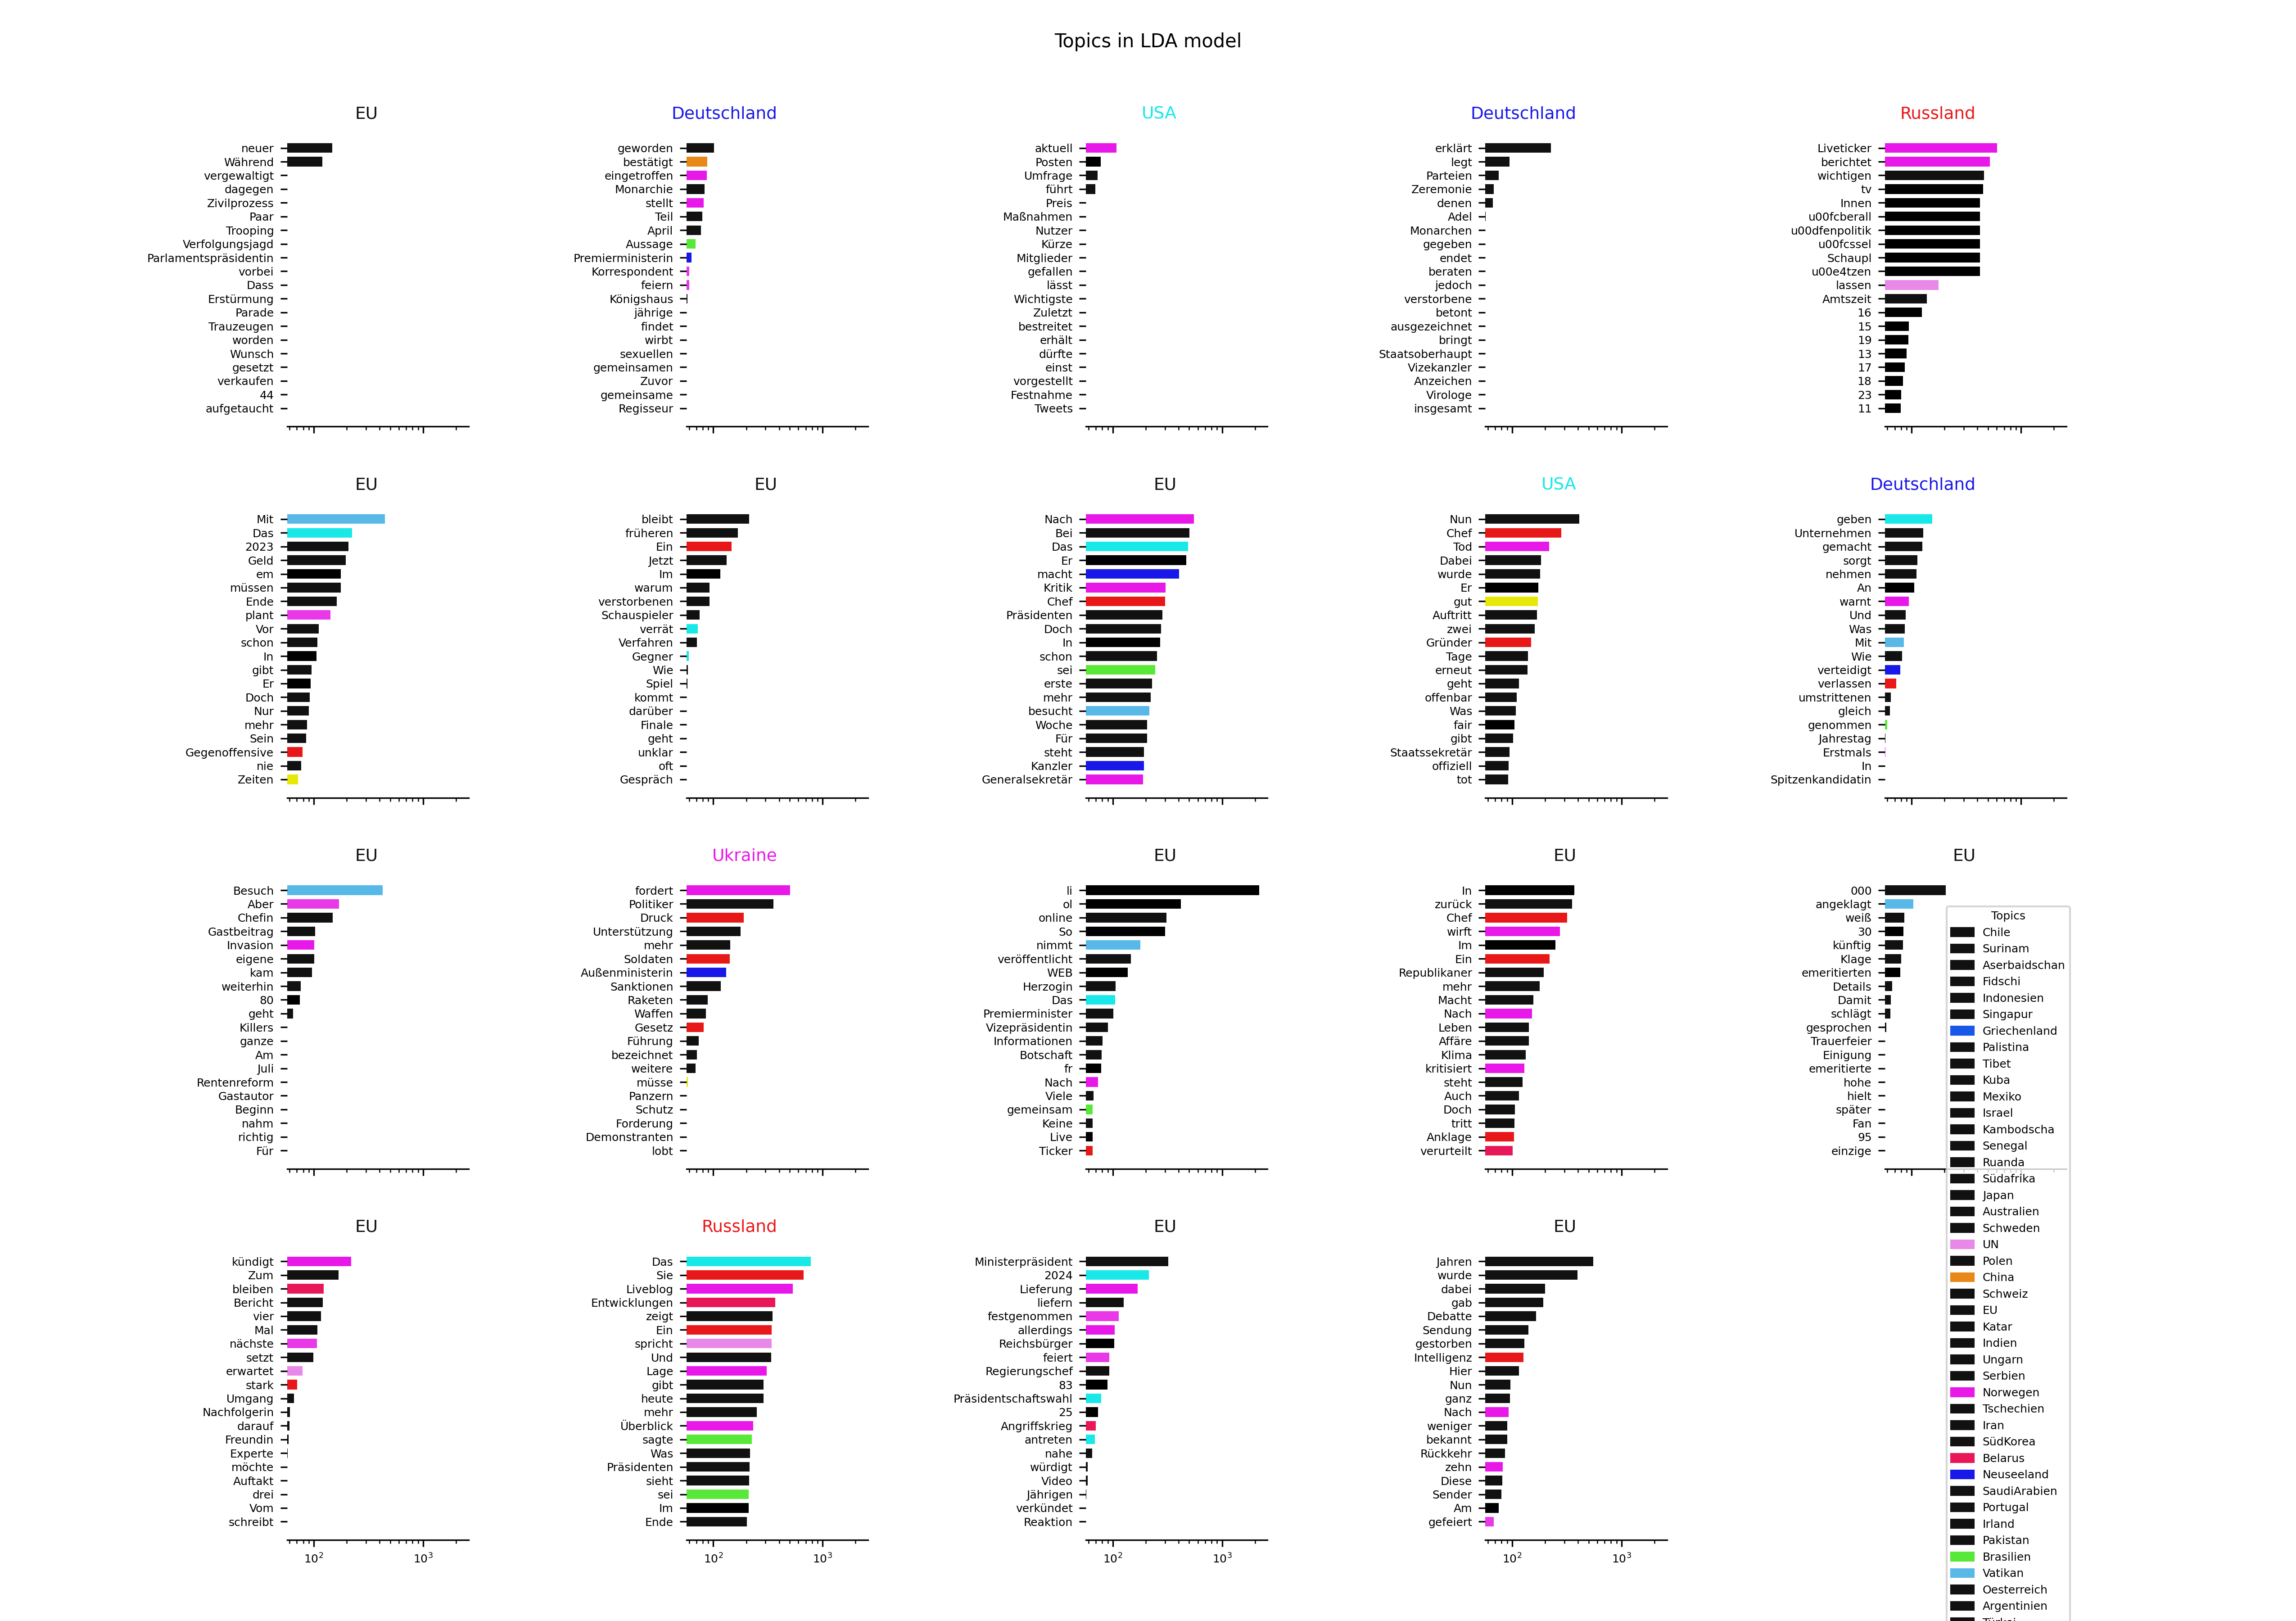 Topics in LDA model
EU
neuer
Während
vergewaltigt
dagegen
Zivilprozess
Paar
Trooping
Verfolgungsjagd
Parlamentspräsidentin
vorbei
Dass
Erstürmung
Parade
Trauzeugen
worden
Wunsch
gesetzt
verkaufen
44
aufgetaucht
Deutschland
geworden
bestätigt
eingetroffen
Monarchie
stellt
Teil
April
Aussage
Premierministerin
Korrespondent
feiern
Königshaus
jährige
findet
wirbt
sexuellen
gemeinsamen
Zuvor
gemeinsame
Regisseur
USA
aktuell
Posten
Umfrage
führt
Preis
Maßnahmen
Nutzer
Kürze
Mitglieder
gefallen
lässt
Wichtigste
Zuletzt
bestreitet
erhält
dürfte
einst
vorgestellt
Festnahme
Tweets
Deutschland
erklärt
legt
Parteien
Zeremonie
denen
Adel
Monarchen
gegeben
endet
beraten
jedoch
verstorbene
betont
ausgezeichnet
bringt
Staatsoberhaupt
Vizekanzler
Anzeichen
Virologe
insgesamt
Russland
Liveticker
berichtet
wichtigen
tv
Innen
u00fcberall
u00dfenpolitik
u00fcssel
Schaupl
u00e4tzen
lassen
Amtszeit
16
15
19
13
17
18
23
11
EU
Mit
Das
2023
Geld
em
müssen
Ende
plant
Vor
schon
In
gibt
Er
Doch
Nur
mehr
Sein
Gegenoffensive
nie
Zeiten
EU
bleibt
früheren
Ein
Jetzt
Im
warum
verstorbenen
Schauspieler
verrät
Verfahren
Gegner
Wie
Spiel
kommt
darüber
Finale
geht
unklar
oft
Gespräch
EU
Nach
Bei
Das
Er
macht
Kritik
Chef
Präsidenten
Doch
In
schon
sei
erste
mehr
besucht
Woche
Für
steht
Kanzler
Generalsekretär
USA
Nun
Chef
Tod
Dabei
wurde
Er
gut
Auftritt
zwei
Gründer
Tage
erneut
geht
offenbar
Was
fair
gibt
Staatssekretär
offiziell
tot
Deutschland
geben
Unternehmen
gemacht
sorgt
nehmen
An
warnt
Und
Was
Mit
Wie
verteidigt
verlassen
umstrittenen
gleich
genommen
Jahrestag
Erstmals
In
Spitzenkandidatin
EU
Besuch
Aber
Chefin
Gastbeitrag
Invasion
eigene
kam
weiterhin
80
geht
Killers
ganze
Am
Juli
Rentenreform
Gastautor
Beginn
nahm
richtig
Für
Ukraine
fordert
Politiker
Druck
Unterstützung
mehr
Soldaten
Außenministerin
Sanktionen
Raketen
Waffen
Gesetz
Führung
bezeichnet
weitere
müsse
Panzern
Schutz
Forderung
Demonstranten
lobt
EU
li
ol
online
So
nimmt
veröffentlicht
WEB
Herzogin
Das
Premierminister
Vizepräsidentin
Informationen
Botschaft
fr
Nach
Viele
gemeinsam
Keine
Live
Ticker
EU
In
zurück
Chef
wirft
Im
Ein
Republikaner
mehr
Macht
Nach
Leben
Affäre
Klima
kritisiert
steht
Auch
Doch
tritt
Anklage
verurteilt
EU
000
angeklagt
weiß
30
künftig
Klage
emeritierten
Details
Damit
schlägt
gesprochen
Trauerfeier
Einigung
emeritierte
hohe
hielt
später
Fan
95
einzige
EU
kündigt
Zum
bleiben
Bericht
vier
Mal
nächste
setzt
erwartet
stark
Umgang
Nachfolgerin
darauf
Freundin
Experte
möchte
Auftakt
drei
Vom
schreibt
10²
10³
Russland
Das
Sie
Liveblog
Entwicklungen
zeigt
Ein
spricht
Und
Lage
gibt
heute
mehr
Überblick
sagte
Was
Präsidenten
sieht
sei
Im
Ende
10²
10³
EU
Ministerpräsident
2024
Lieferung
liefern
festgenommen
allerdings
Reichsbürger
feiert
Regierungschef
83
Präsidentschaftswahl
25
Angriffskrieg
antreten
nahe
würdigt
Video
Jährigen
verkündet
Reaktion
10²
10³
EU
Jahren
wurde
dabei
gab
Debatte
Sendung
gestorben
Intelligenz
Hier
Nun
ganz
Nach
weniger
bekannt
Rückkehr
zehn
Diese
Sender
Am
gefeiert
10²
10³
Topics
Chile
Surinam
Aserbaidschan
Fidschi
Indonesien
Singapur
Griechenland
Palistina
Tibet
Kuba
Mexiko
Israel
Kambodscha
Senegal
Ruanda
Südafrika
Japan
Australien
Schweden
UN
Polen
China
Schweiz
EU
Katar
Indien
Ungarn
Serbien
Norwegen
Tschechien
Iran
SüdKorea
Belarus
Neuseeland
SaudiArabien
Portugal
Irland
Pakistan
Brasilien
Vatikan
Oesterreich
Argentinien